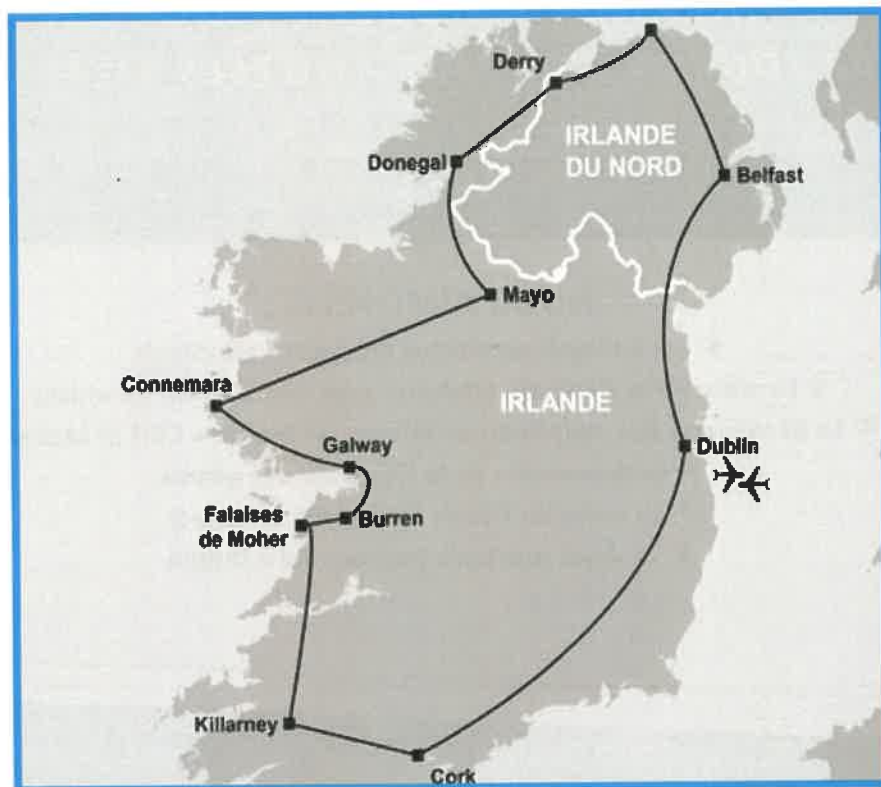 Derry
IRLANDE
DU NORD
Donegal
Belfast
Mayo
Connemara
IRLANDE
Galway
Dublin
Falaises
de Moher
Burren
Killarney
Cork